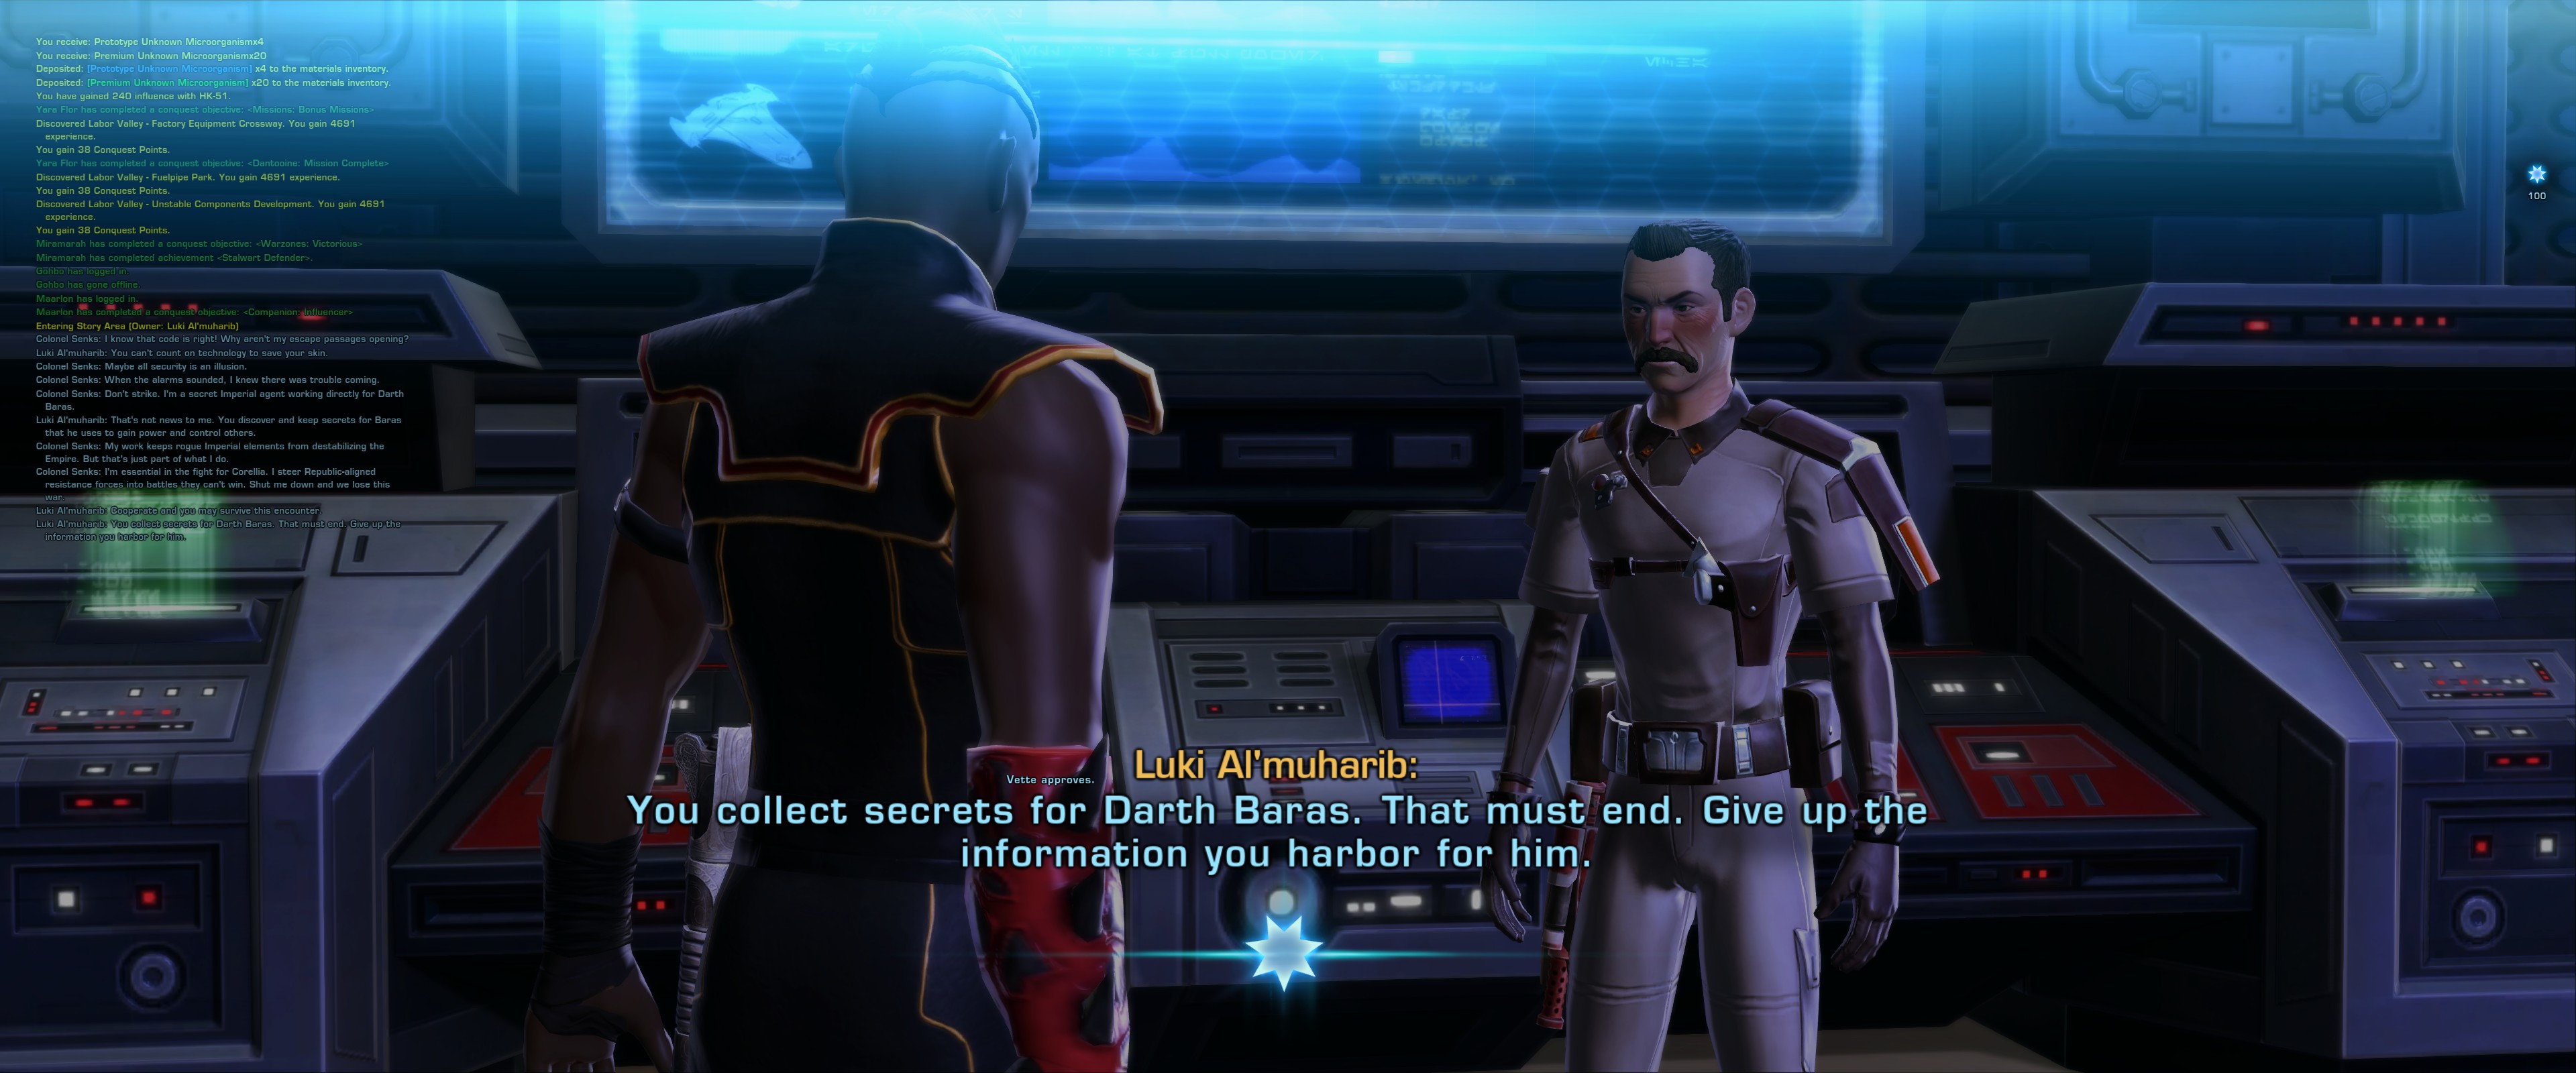 You receive: Prototype Unknown Microorganismx4
You receive: Premium Unknown Microorganismx20
Deposited: [Prototype Unknown Microorganism] x4 to the materials inventory.
Deposited: [Premium Unknown Microorganism] x20 to the materials inventory.
You have gained 240 influence with HK-51.
Yara Flor has completed a conquest objective: <Missions: Bonus Missions>
Discovered Labor Valley - Factory Equipment Crossway. You gain 4691
experience.
You gain 38 Conquest Points.
Yara Flor has completed a conquest objective: <Dantooine: Mission Complete>
Discovered Labor Valley - Fuelpipe Park. You gain 4691 experience.
You gain 38 Conquest Points.
Discovered Labor Valley - Unstable Components Development. You gain 4691
experience.
You gain 38 Conquest Points.
Miramarah has completed a conquest objective: <Warzones: Victorious>
Miramarah has completed achievement <Stalwart Defender>.
Gohbo has logged in.
Gohbo has gone offline.
Maarlon has logged in.
Maarlon has completed a conquest objective: <Companion: Influencer>
Entering Story Area (Owner: Luki Al'muharib)
Colonel Senks: I know that code is right! Why aren't my escape passages opening?
Luki Al'muharib: You can't count on technology to save your skin.
Colonel Senks: Maybe all security is an illusion.
Colonel Senks: When the alarms sounded, I knew there was trouble coming.
Colonel Senks: Don't strike. I'm a secret Imperial agent working directly for Darth
Baras.
Luki Al'muharib: That's not news to me. You discover and keep secrets for Baras
that he uses to gain power and control others.
Colonel Senks: My work keeps rogue Imperial elements from destabilizing the
Empire. But that's just part of what I do.
Colonel Senks: I'm essential in the fight for Corellia. I steer Republic-aligned
resistance forces into battles they can't win. Shut me down and we lose this
war.
Luki Al'muharib: Cooperate and you may survive this encounter.
Luki Al'muharib: You collect secrets for Darth Baras. That must end. Give up the
information you harbor for him.
100
Vette approves.
Luki Al'muharib:
You collect secrets for Darth Baras. That must end. Give up the
information you harbor for him.